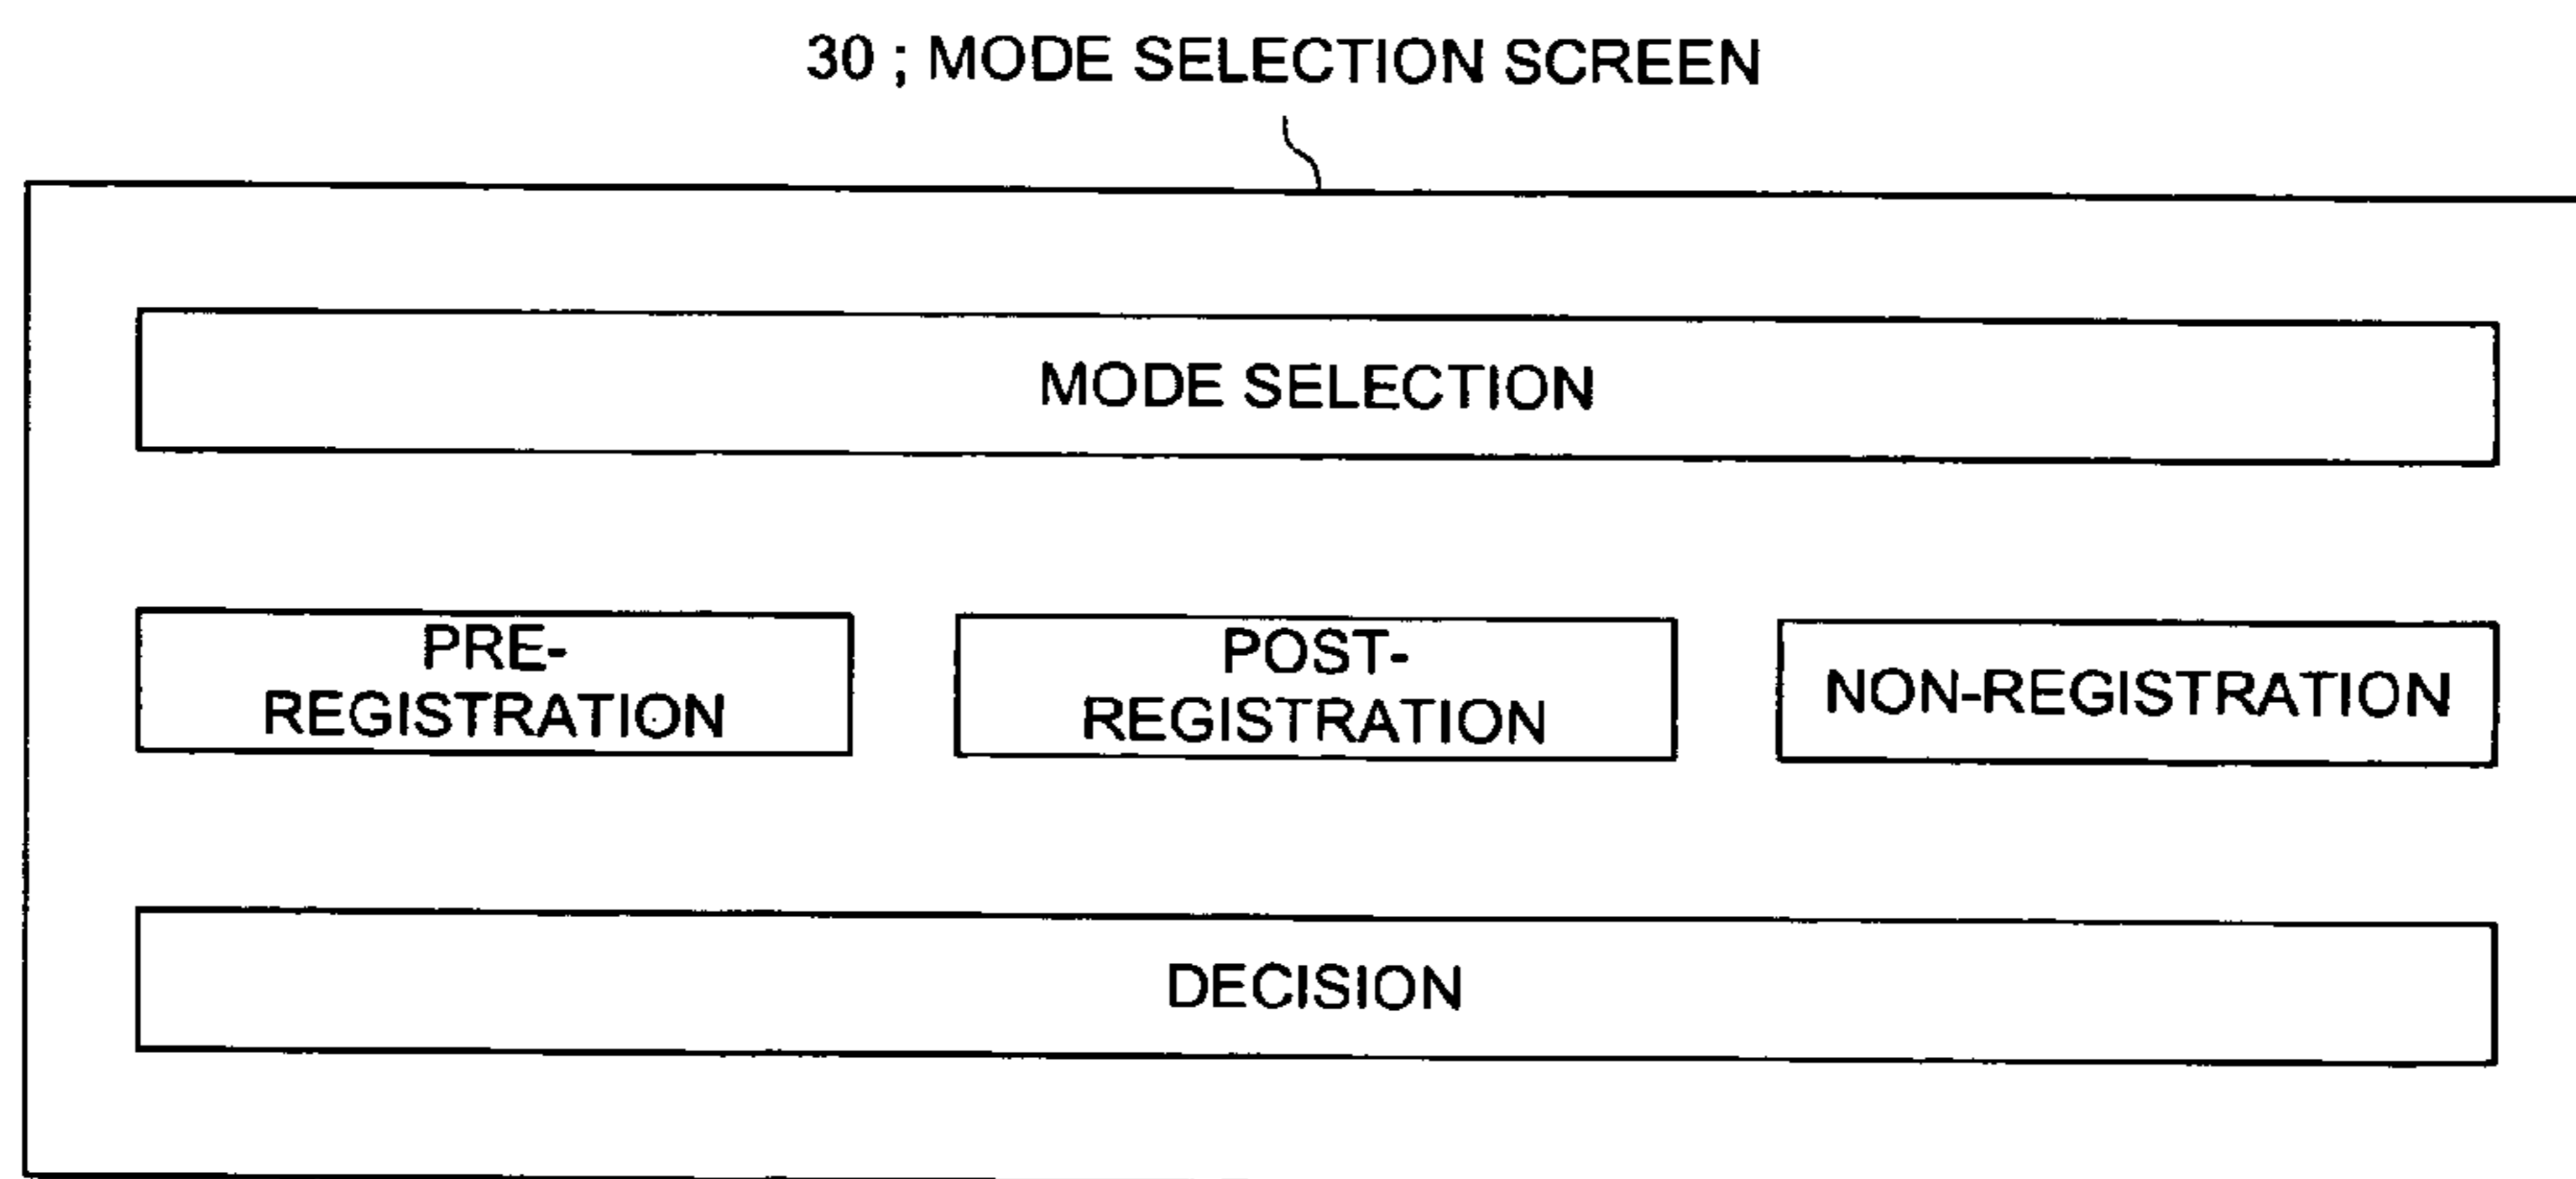 30 ; MODE SELECTION SCREEN
MODE SELECTION
PRE-
REGISTRATION
POST-
REGISTRATION
NON-REGISTRATION
DECISION